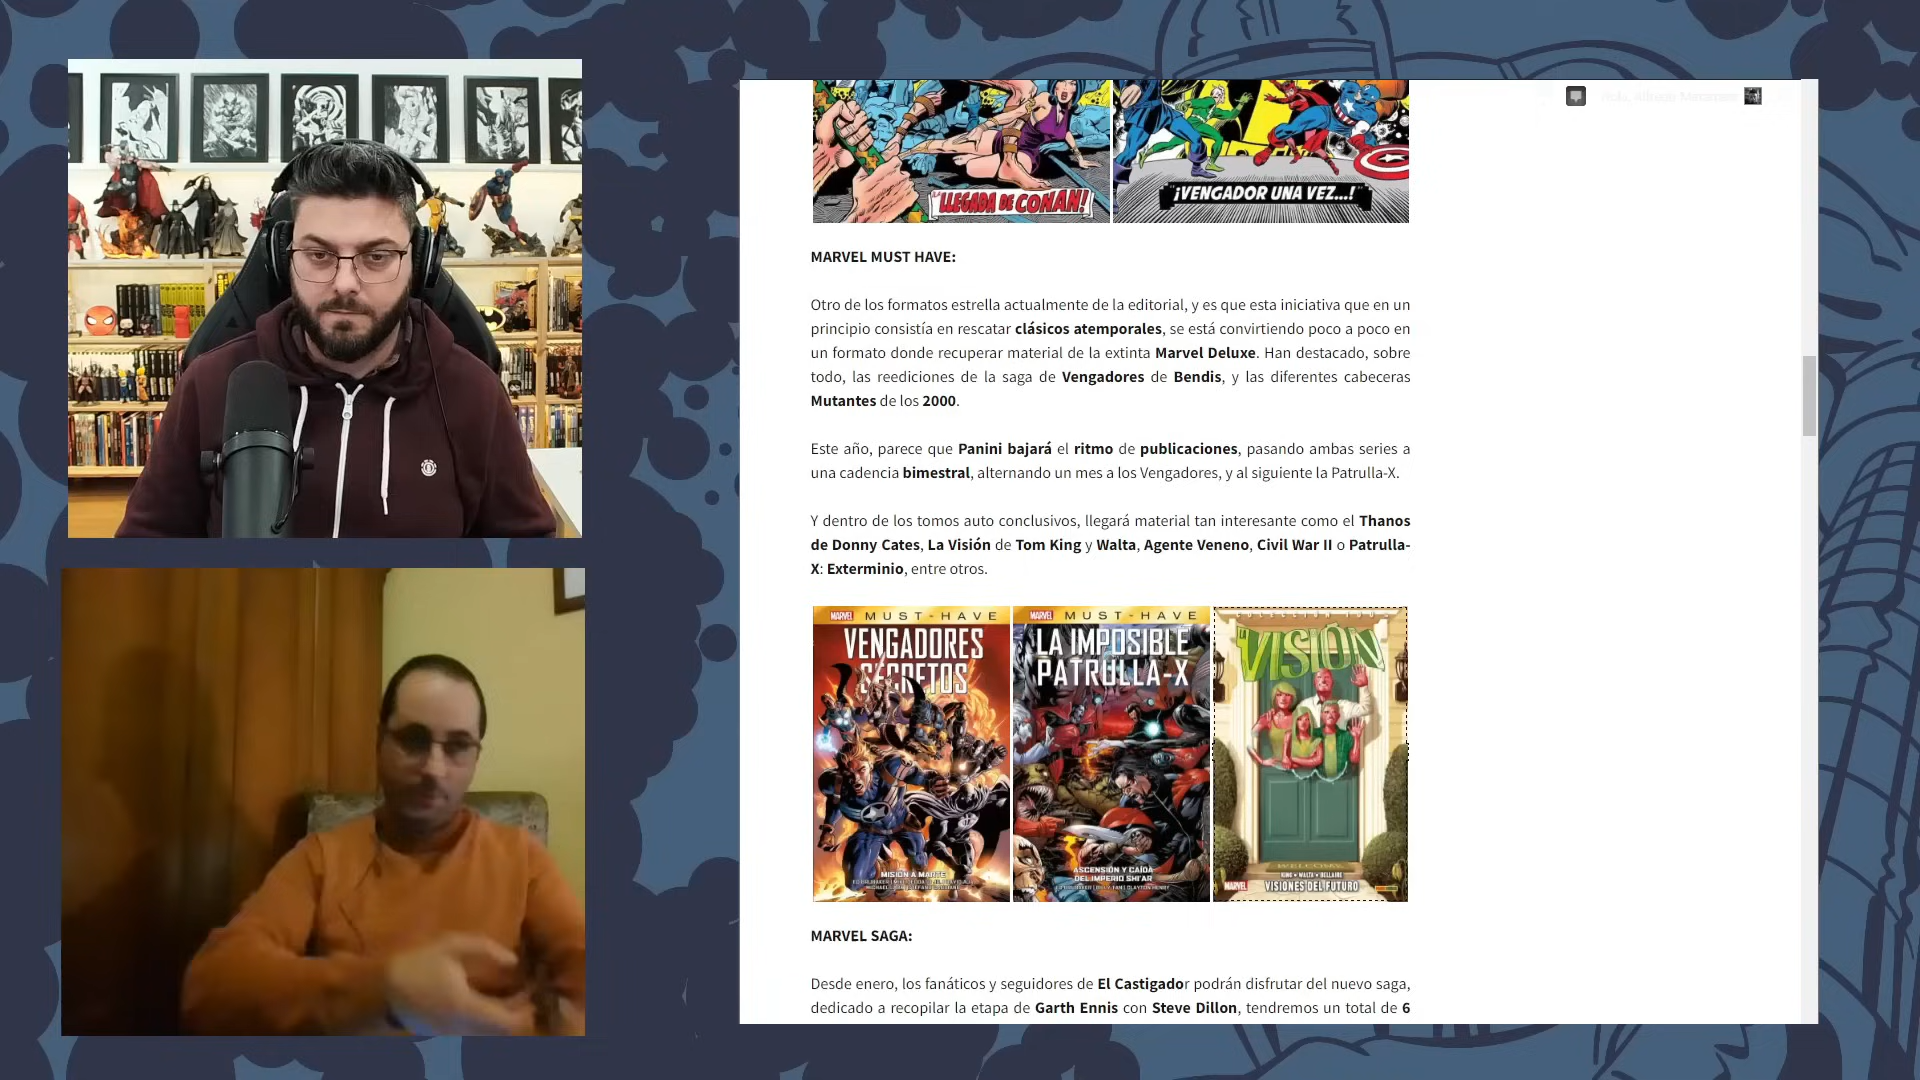 ¡LA LLEGADA DE CONAN!
"¡VENGADOR UNA VEZ...!"
MARVEL MUST HAVE:
Otro de los formatos estrella actualmente de la editorial, y es que esta iniciativa que en un
principio consistía en rescatar clásicos atemporales, se está convirtiendo poco a poco en
un formato donde recuperar material de la extinta Marvel Deluxe. Han destacado, sobre
todo, las reediciones de la saga de Vengadores de Bendis, y las diferentes cabeceras
Mutantes de los 2000.
Este año, parece que Panini bajará el ritmo de publicaciones, pasando ambas series a
una cadencia bimestral, alternando un mes a los Vengadores, y al siguiente la Patrulla-X.
Y dentro de los tomos auto conclusivos, llegará material tan interesante como el Thanos
de Donny Cates, La Visión de Tom King y Walta, Agente Veneno, Civil War II o Patrulla-
X: Exterminio, entre otros.
MARVEL MUST-HAVE
VENGADORES
SECRETOS
MISIÓN A MARTE
MARVEL MUST-HAVE
LA IMPOSIBLE
PATRULLA-X
ASCENSIÓN Y CAÍDA
DEL IMPERIO SHI'AR
LA
VISIÓN
WELCOME
KING • WALTA • BELLAIRE
MARVEL VISIONES DEL FUTURO
MARVEL SAGA:
Desde enero, los fanáticos y seguidores de El Castigador podrán disfrutar del nuevo saga,
dedicado a recopilar la etapa de Garth Ennis con Steve Dillon, tendremos un total de 6